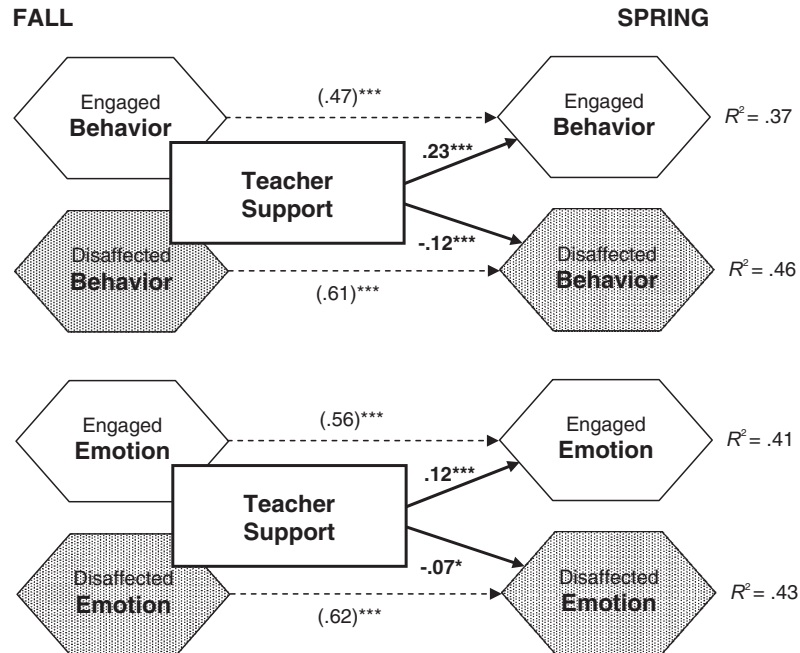 FALL
SPRING
Engaged
Behavior
(.47)***
Engaged
Behavior
R² = .37
.23***
Teacher
Support
-.12***
Disaffected
Behavior
(.61)***
Disaffected
Behavior
R² = .46
Engaged
Emotion
(.56)***
Engaged
Emotion
R² = .41
.12***
Teacher
Support
-.07*
Disaffected
Emotion
(.62)***
Disaffected
Emotion
R² = .43